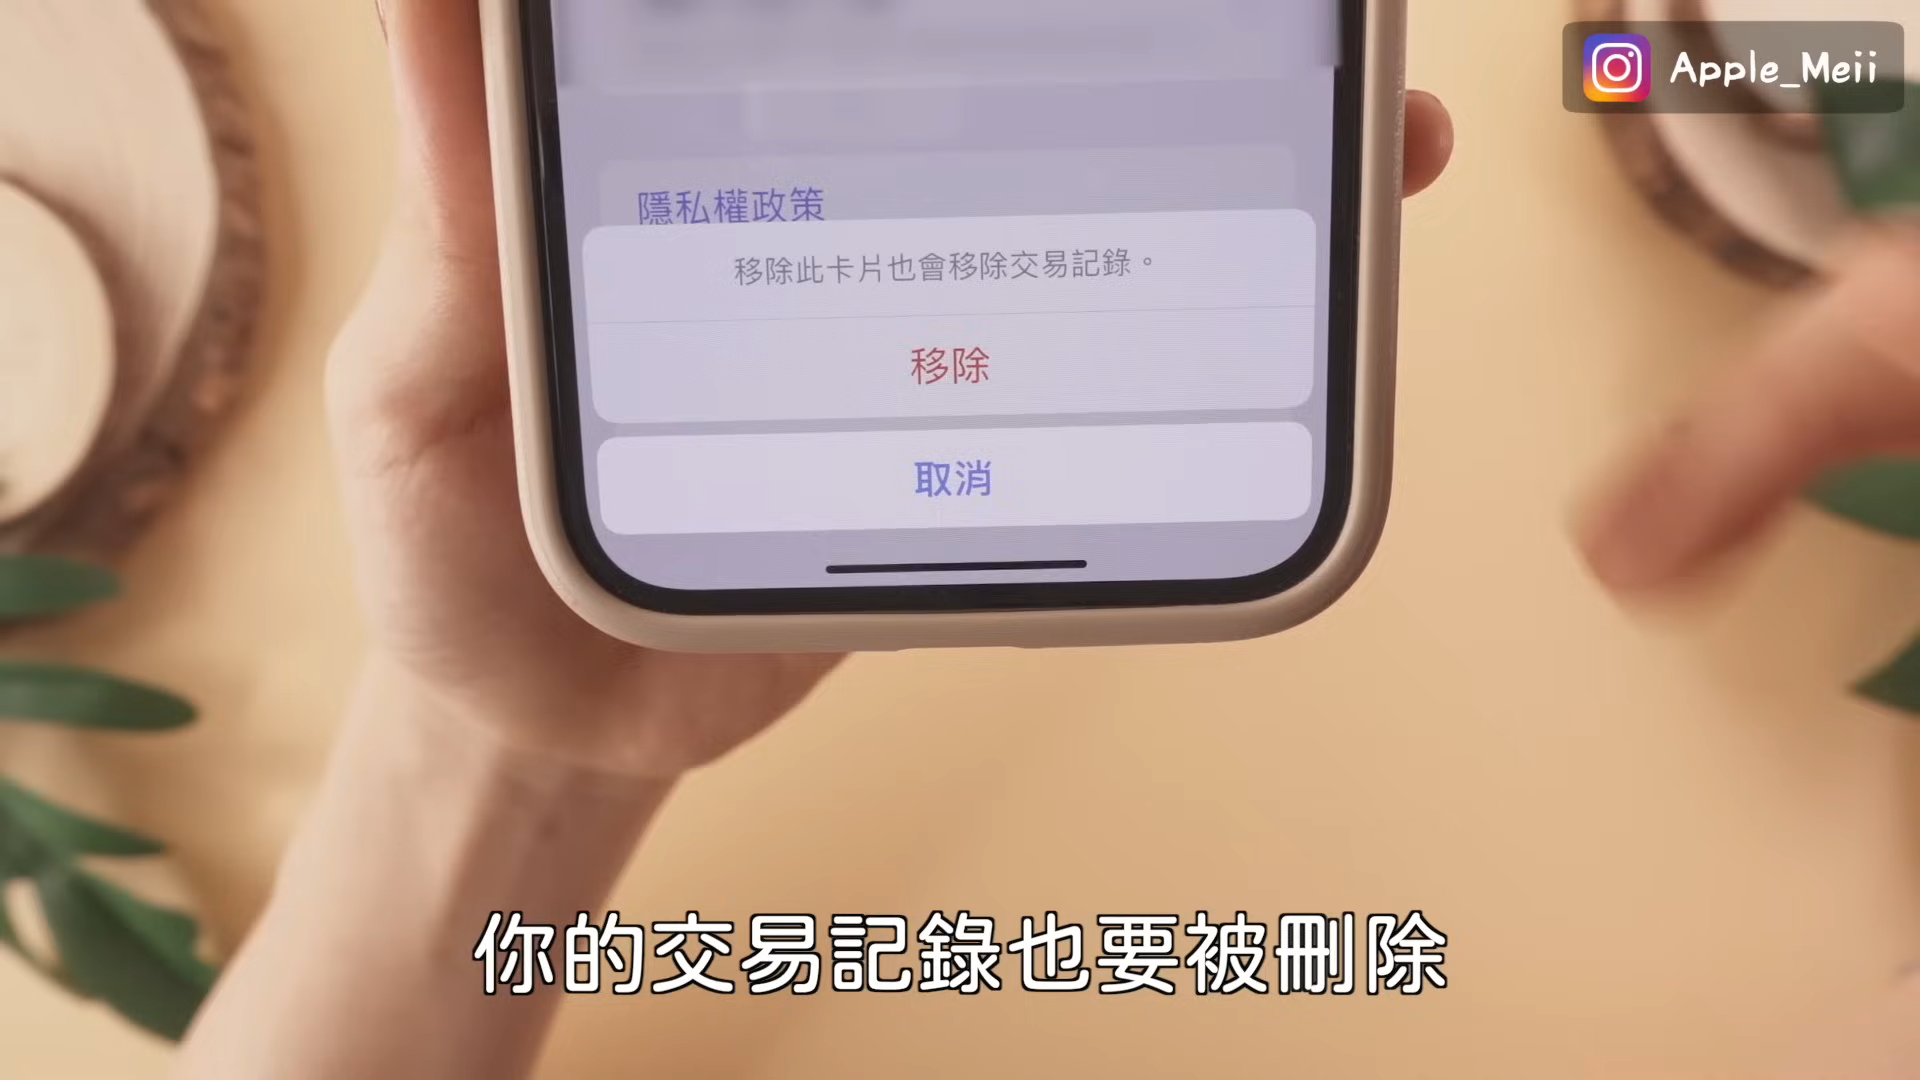 Apple_Meii
隱私權政策
移除此卡片也會移除交易記錄。
移除
取消
你的交易記錄也要被刪除